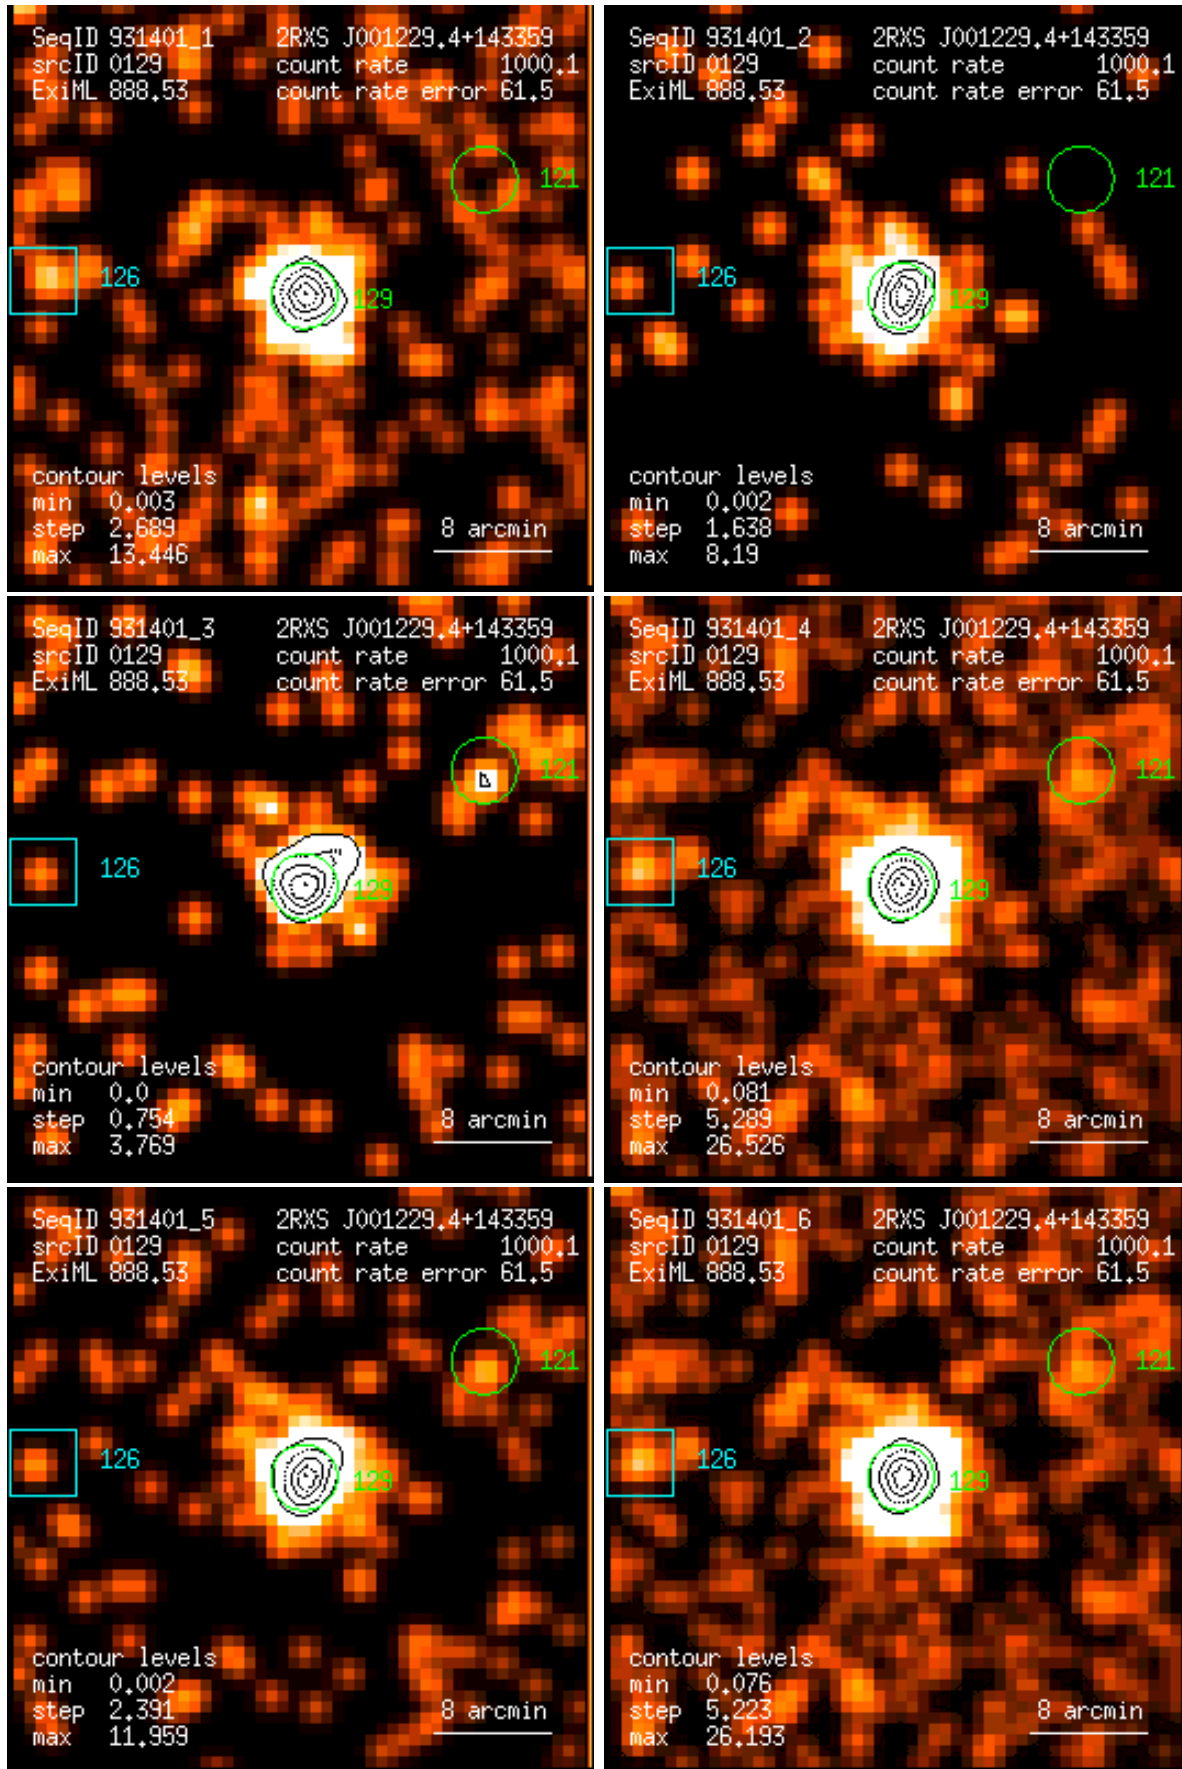 SeqID 931401_1 2RXS J001229.4+143359
srcID 0129 count rate 1000.1
ExiML 888.53 count rate error 61.5
121
126
129
contour levels
min 0.003
step 2.689 8 arcmin
max 13.446
SeqID 931401_2 2RXS J001229.4+143359
srcID 0129 count rate 1000.1
ExiML 888.53 count rate error 61.5
121
126
129
contour levels
min 0.002
step 1.638 8 arcmin
max 8.19
SeqID 931401_3 2RXS J001229.4+143359
srcID 0129 count rate 1000.1
ExiML 888.53 count rate error 61.5
121
126
129
contour levels
min 0.0
step 0.754 8 arcmin
max 3.769
SeqID 931401_4 2RXS J001229.4+143359
srcID 0129 count rate 1000.1
ExiML 888.53 count rate error 61.5
121
126
129
contour levels
min 0.081
step 5.289 8 arcmin
max 26.526
SeqID 931401_5 2RXS J001229.4+143359
srcID 0129 count rate 1000.1
ExiML 888.53 count rate error 61.5
121
126
129
contour levels
min 0.002
step 2.391 8 arcmin
max 11.959
SeqID 931401_6 2RXS J001229.4+143359
srcID 0129 count rate 1000.1
ExiML 888.53 count rate error 61.5
121
126
129
contour levels
min 0.076
step 5.223 8 arcmin
max 26.193